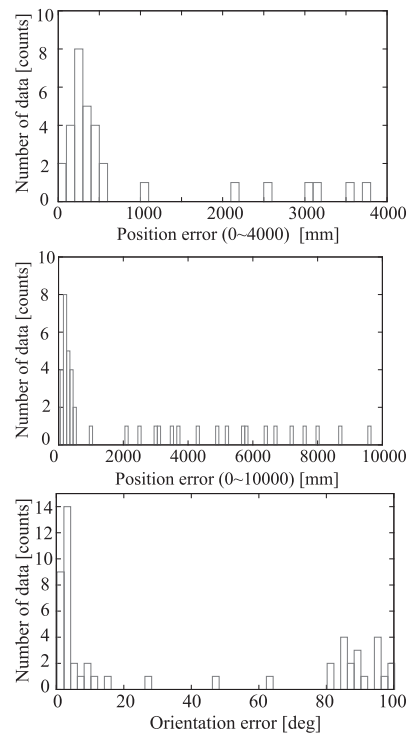 Number of data [counts]
10
8
6
4
2
0
0 1000 2000 3000 4000
Position error (0~4000) [mm]
Number of data [counts]
10
8
6
4
2
0
0 2000 4000 6000 8000 10000
Position error (0~10000) [mm]
Number of data [counts]
14
12
10
8
6
4
2
0
0 20 40 60 80 100
Orientation error [deg]